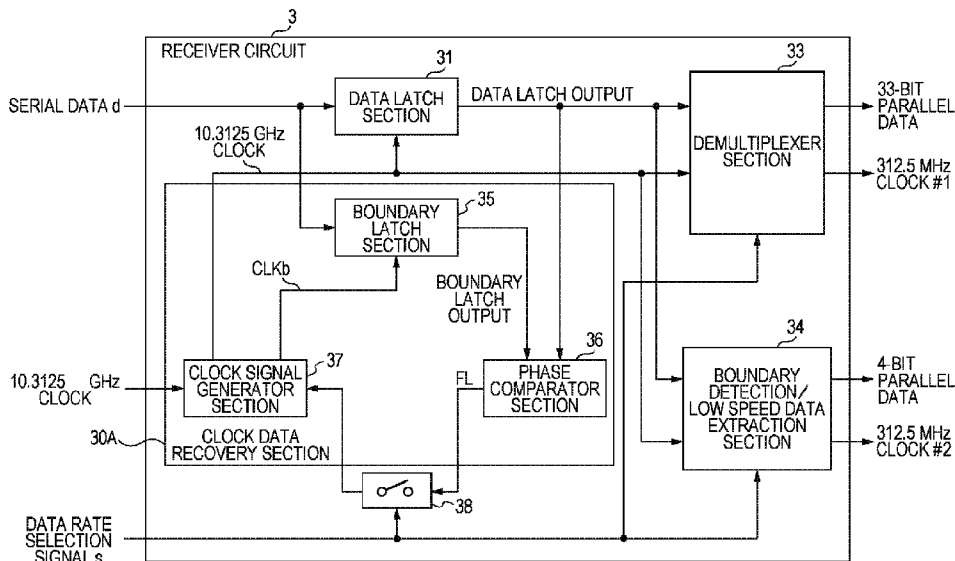 3
RECEIVER CIRCUIT
31
33
SERIAL DATA d
DATA LATCH
SECTION
DATA LATCH OUTPUT
33-BIT
PARALLEL
DATA
10.3125 GHz
CLOCK
DEMULTIPLEXER
SECTION
312.5 MHz
CLOCK #1
35
BOUNDARY
LATCH
SECTION
CLKb
BOUNDARY
LATCH
OUTPUT
34
37
36
10.3125 GHz
CLOCK
CLOCK SIGNAL
GENERATOR
SECTION
FL
PHASE
COMPARATOR
SECTION
BOUNDARY
DETECTION/
LOW SPEED DATA
EXTRACTION
SECTION
4-BIT
PARALLEL
DATA
30A
CLOCK DATA
RECOVERY SECTION
312.5 MHz
CLOCK #2
38
DATA RATE
SELECTION
SIGNAL s